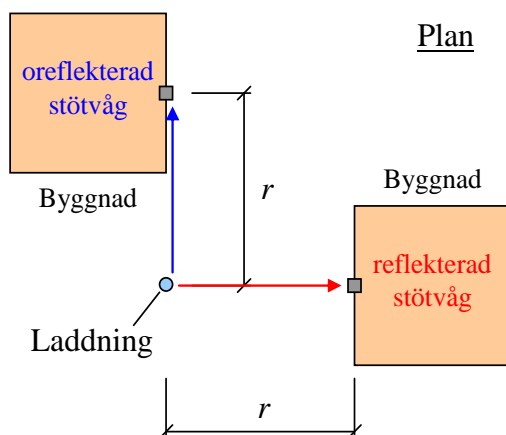 Plan
oreflekterad
stötvåg
Byggnad
r
Byggnad
reflekterad
stötvåg
Laddning
r